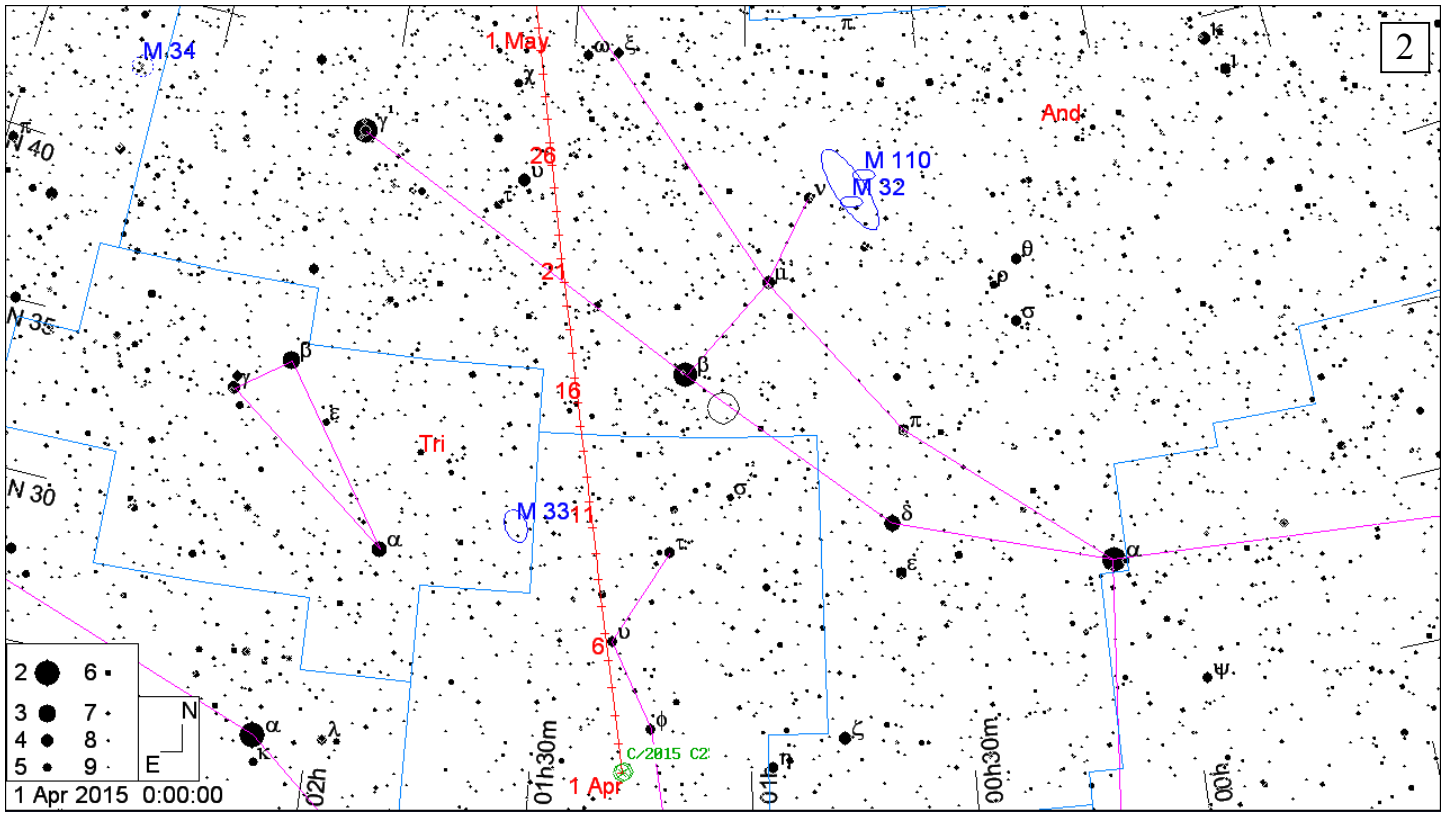 π
1 May
ω ξ
κ
2
M 34
χ
ι
And
γ¹
π
N 40
26
υ
M 110
M 32
τ
ν
θ
21
μ
ρ
N 35
σ
β
β
γ
16
ε
π
Tri
σ
N 30
M 33
11
δ
α
τ
α
ε
υ
6
ψ
2 6
3 7
4 8
5 9
N
E
α
λ
κ
φ
ζ
η
C/2015 C2
1 Apr
02h
01h30m
01h
00h30m
00h
1 Apr 2015 0:00:00